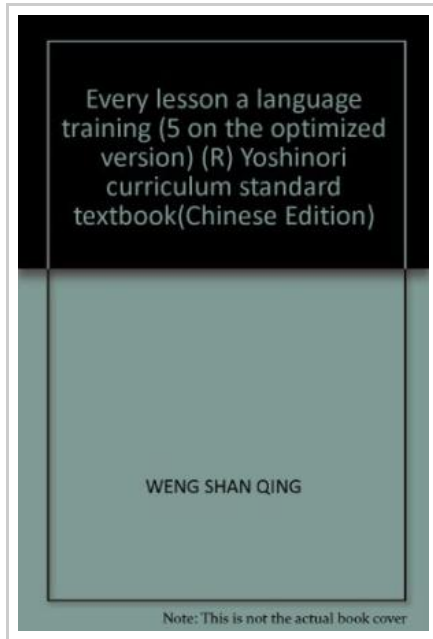 Every lesson a language
training (5 on the optimized
version) (R) Yoshinori
curriculum standard
textbook(Chinese Edition)
WENG SHAN QING
Note: This is not the actual book cover